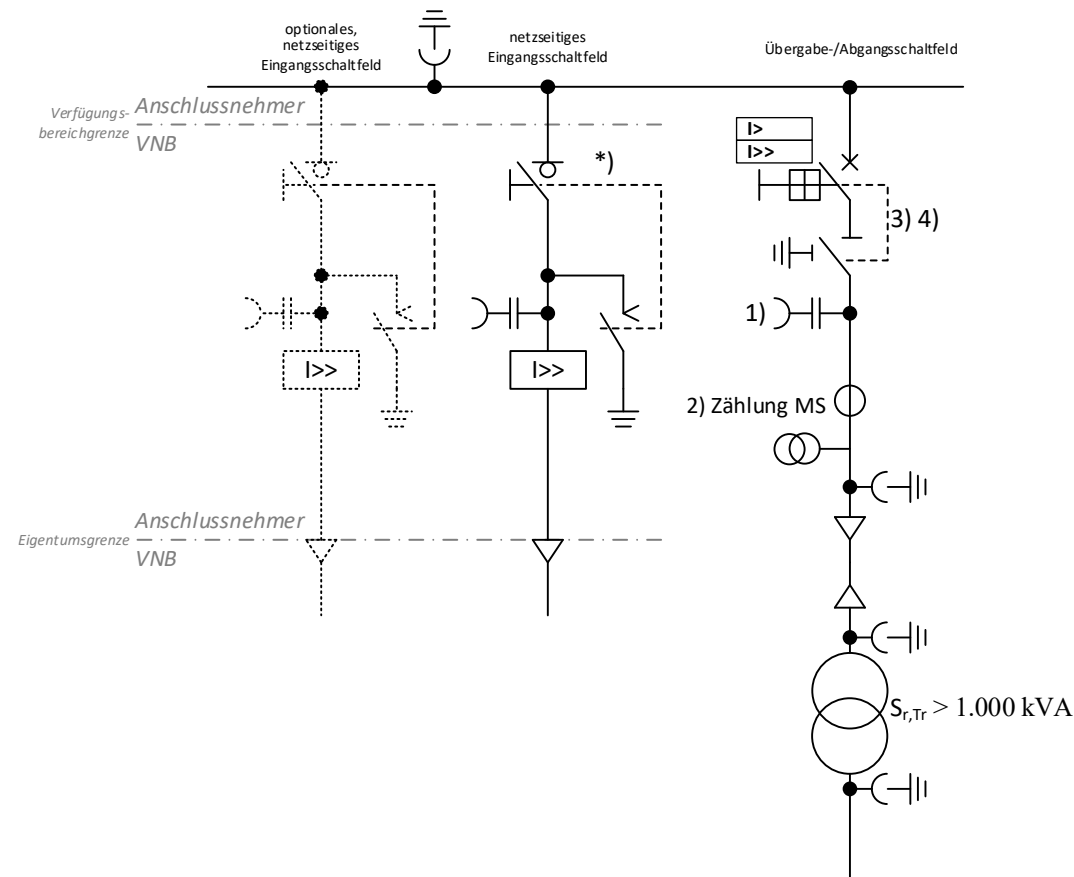 optionales,
netzseitiges
Eingangsschaltfeld
netzseitiges
Eingangsschaltfeld
Übergabe-/Abgangsschaltfeld
Verfügungs-
bereichgrenze
Anschlussnehmer
VNB
*)
I>
I>>
3) 4)
1)
I>>
I>>
2) Zählung MS
Eigentumsgrenze
Anschlussnehmer
VNB
Sr,Tr > 1.000 kVA